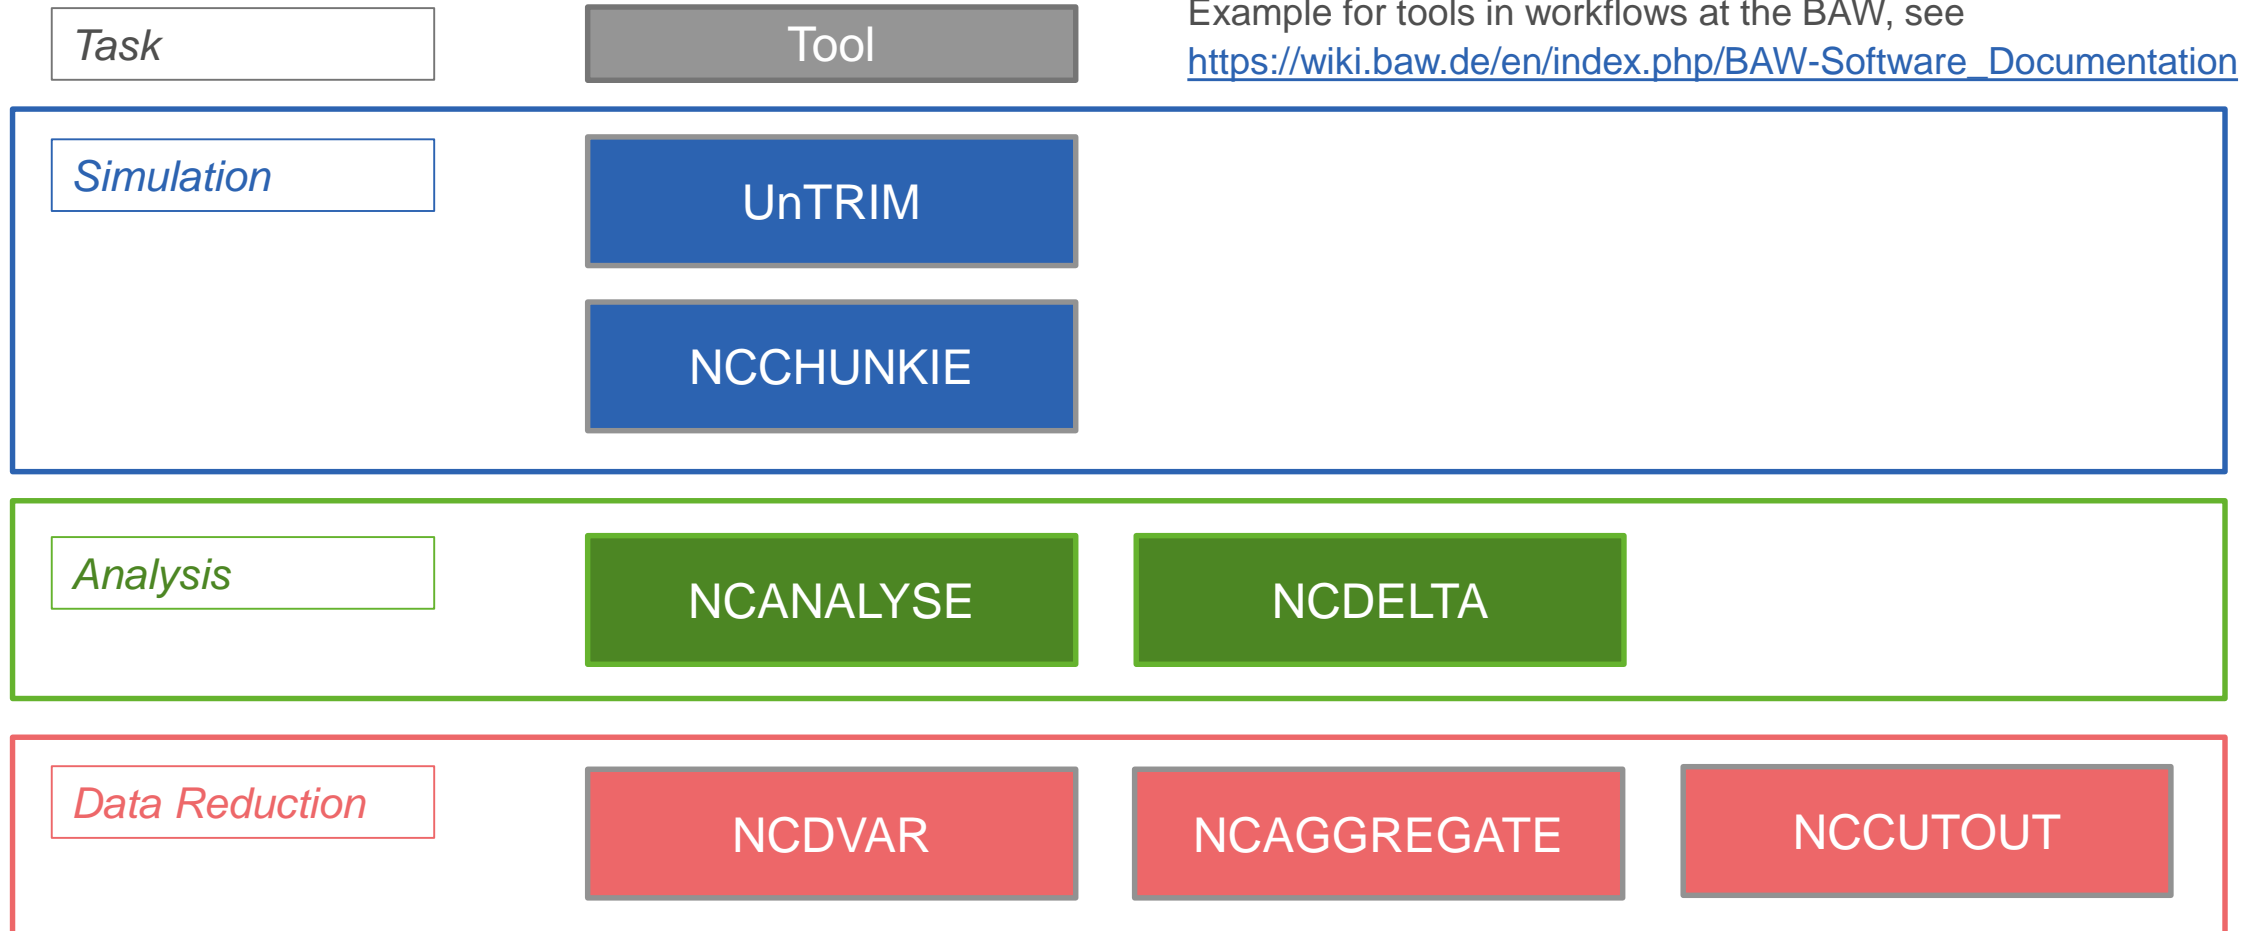 Task
Tool
Example for tools in workflows at the BAW, see
https://wiki.baw.de/en/index.php/BAW-Software_Documentation
Simulation
UnTRIM
NCCHUNKIE
Analysis
NCANALYSE
NCDELTA
Data Reduction
NCDVAR
NCAGGREGATE
NCCUTOUT